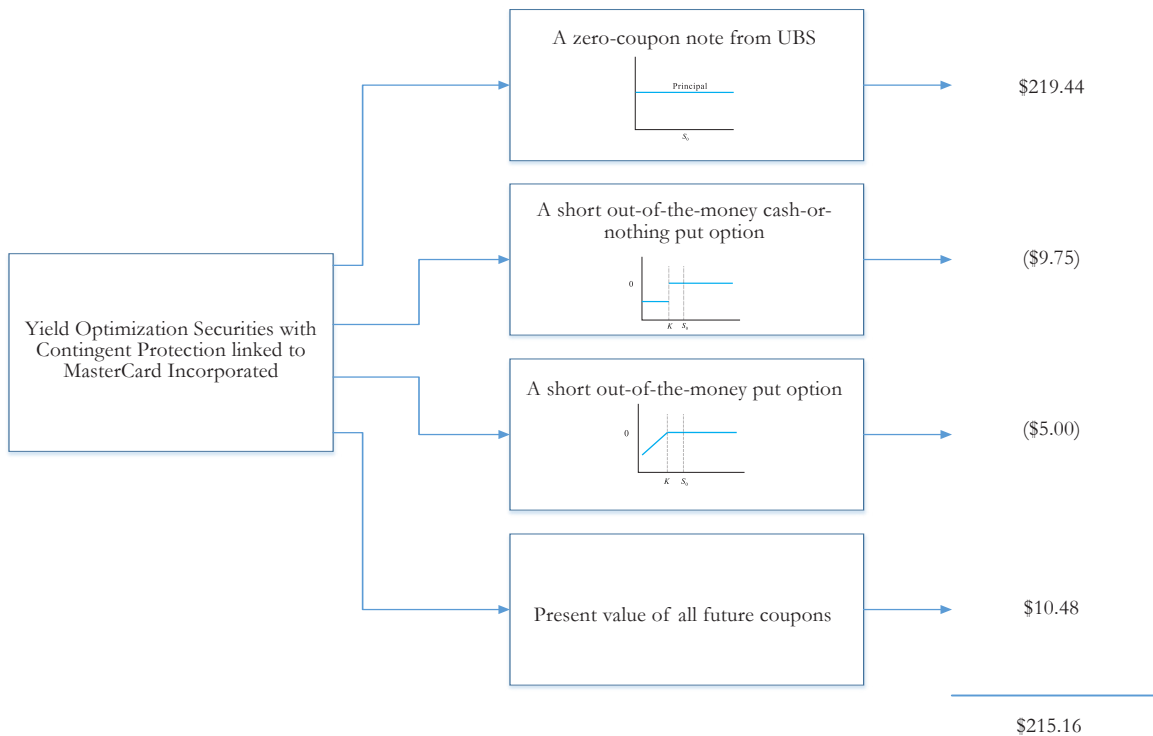 A zero-coupon note from UBS
Principal
S₀
$219.44
A short out-of-the-money cash-or-
nothing put option
0
K S₀
($9.75)
Yield Optimization Securities with
Contingent Protection linked to
MasterCard Incorporated
A short out-of-the-money put option
0
K S₀
($5.00)
Present value of all future coupons
$10.48
$215.16